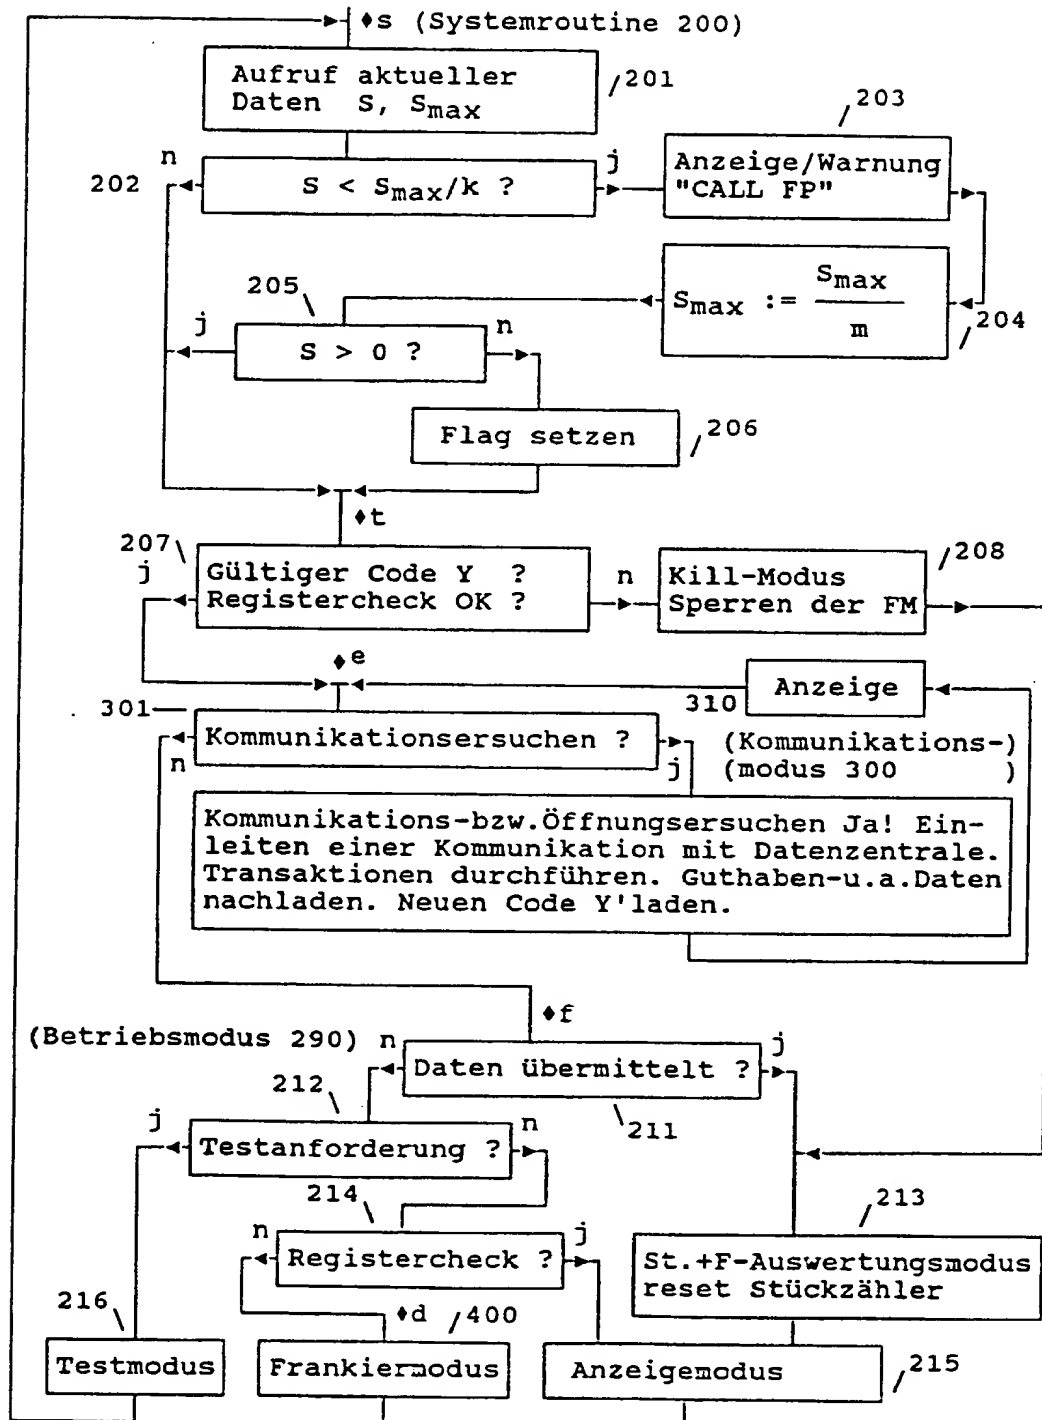 ♦s (Systemroutine 200)
Aufruf aktueller
Daten S, Smax
201
203
n
202
S < Smax/k ?
j
Anzeige/Warnung
"CALL FP"
Smax := Smax
m
204
205
j
S > 0 ?
n
Flag setzen
206
♦t
207
j
Gültiger Code Y ?
Registercheck OK ?
n
Kill-Modus
Sperren der FM
208
♦e
Anzeige
310
301
Kommunikationsersuchen ?
n
j
(Kommunikations-)
(modus 300 )
Kommunikations-bzw.Öffnungsersuchen Ja! Ein-
leiten einer Kommunikation mit Datenzentrale.
Transaktionen durchführen. Guthaben-u.a.Daten
nachladen. Neuen Code Y'laden.
♦f
(Betriebsmodus 290)
n
Daten übermittelt ?
j
211
212
j
Testanforderung ?
n
214
n
Registercheck ?
j
213
St.+F-Auswertungsmodus
reset Stückzähler
216
♦d
400
Testmodus
Frankiermodus
Anzeigemodus
215